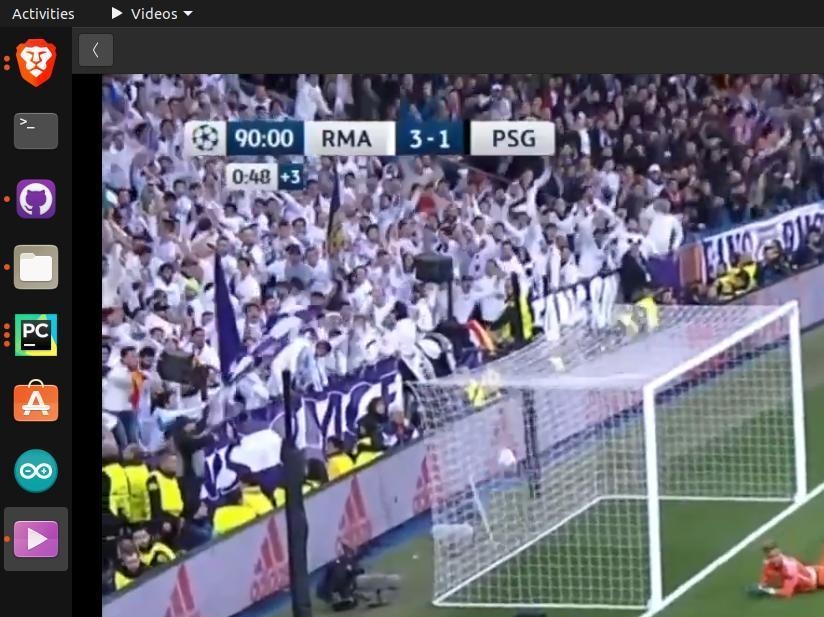 Activities
Videos
90:00 RMA 3-1 PSG
0:48 +3
>_
PC